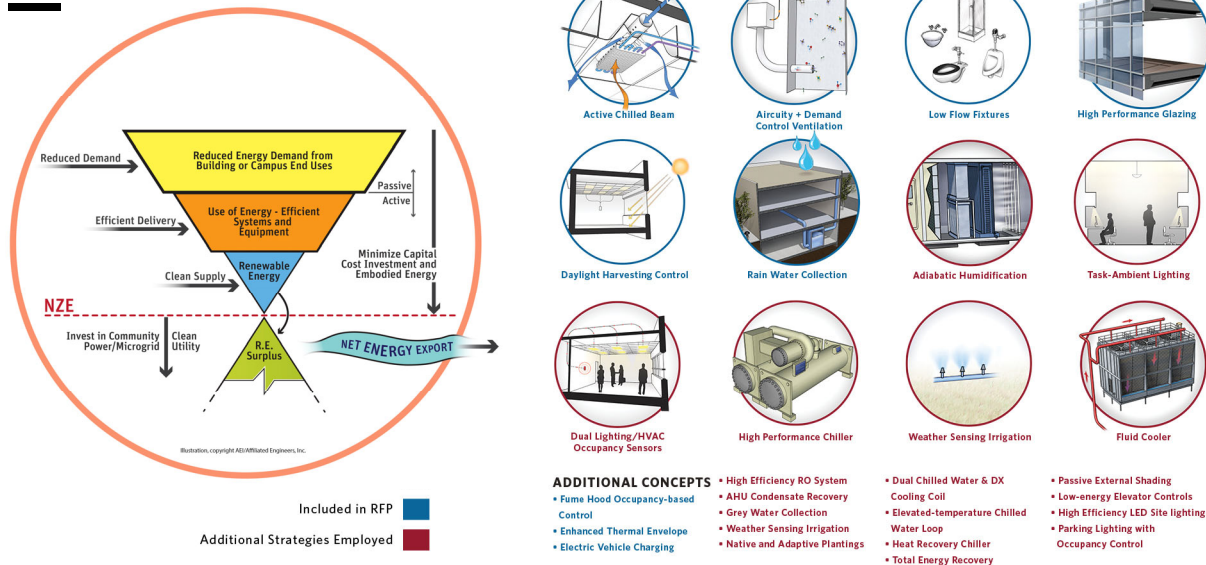 Reduced Demand
Reduced Energy Demand from
Building or Campus End Uses
Passive
Active
Efficient Delivery
Use of Energy - Efficient
Systems and
Equipment
Clean Supply
Renewable
Energy
Minimize Capital
Cost Investment and
Embodied Energy
NZE
Invest in Community
Power/Microgrid
Clean
Utility
R.E.
Surplus
NET ENERGY EXPORT
Illustration, copyright AEI/Affiliated Engineers, Inc.
Included in RFP
Additional Strategies Employed
Active Chilled Beam
Aircuity + Demand
Control Ventilation
Low Flow Fixtures
High Performance Glazing
Daylight Harvesting Control
Rain Water Collection
Adiabatic Humidification
Task-Ambient Lighting
Dual Lighting/HVAC
Occupancy Sensors
High Performance Chiller
Weather Sensing Irrigation
Fluid Cooler
ADDITIONAL CONCEPTS
▪ Fume Hood Occupancy-based
Control
▪ Enhanced Thermal Envelope
▪ Electric Vehicle Charging
▪ High Efficiency RO System
▪ AHU Condensate Recovery
▪ Grey Water Collection
▪ Weather Sensing Irrigation
▪ Native and Adaptive Plantings
▪ Dual Chilled Water & DX
Cooling Coil
▪ Elevated-temperature Chilled
Water Loop
▪ Heat Recovery Chiller
▪ Total Energy Recovery
▪ Passive External Shading
▪ Low-energy Elevator Controls
▪ High Efficiency LED Site lighting
▪ Parking Lighting with
Occupancy Control